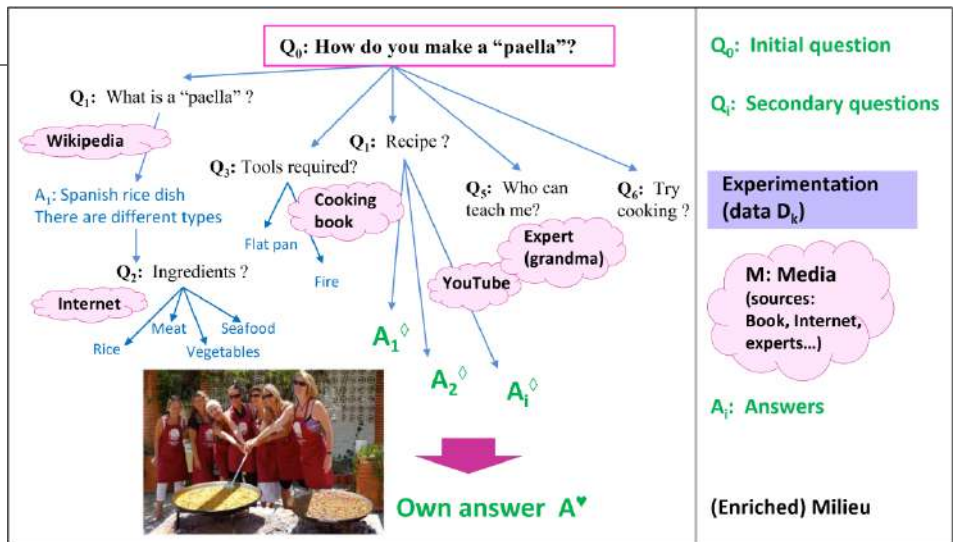 Q₀: How do you make a “paella”?
Q₁: What is a “paella” ?
Wikipedia
A₁: Spanish rice dish
There are different types
Q₂: Ingredients ?
Internet
Rice
Meat
Vegetables
Seafood
Q₃: Tools required?
Cooking
book
Flat pan
Fire
Q₁: Recipe ?
Q₅: Who can
teach me?
Expert
(grandma)
YouTube
Q₆: Try
cooking ?
A₁◊
A₂◊
Aᵢ◊
Own answer A♥
Q₀: Initial question
Qᵢ: Secondary questions
Experimentation
(data Dₖ)
M: Media
(sources:
Book, Internet,
experts...)
Aᵢ: Answers
(Enriched) Milieu